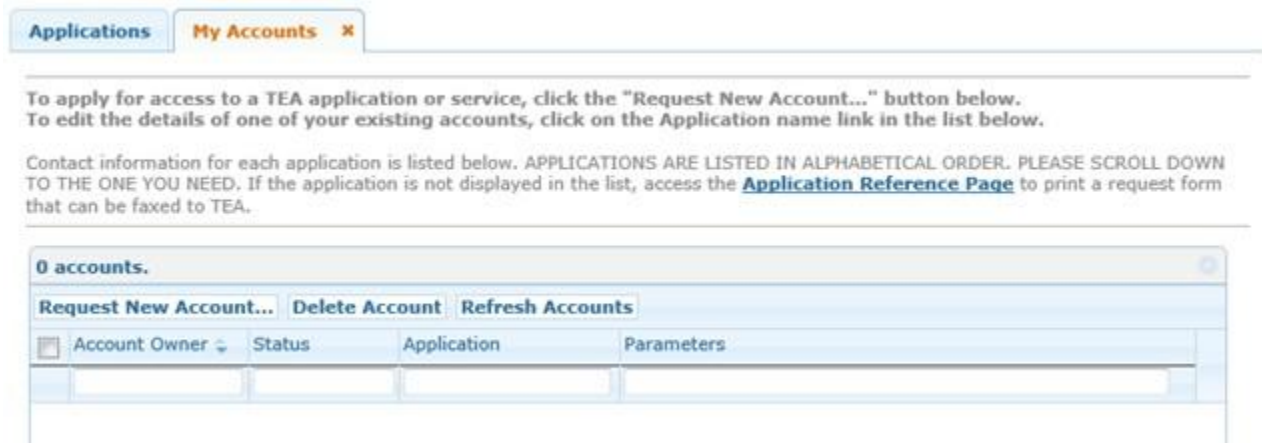 Applications My Accounts ✖
To apply for access to a TEA application or service, click the "Request New Account..." button below.
To edit the details of one of your existing accounts, click on the Application name link in the list below.
Contact information for each application is listed below. APPLICATIONS ARE LISTED IN ALPHABETICAL ORDER. PLEASE SCROLL DOWN
TO THE ONE YOU NEED. If the application is not displayed in the list, access the Application Reference Page to print a request form
that can be faxed to TEA.
0 accounts.
Request New Account... Delete Account Refresh Accounts
Account Owner Status Application Parameters